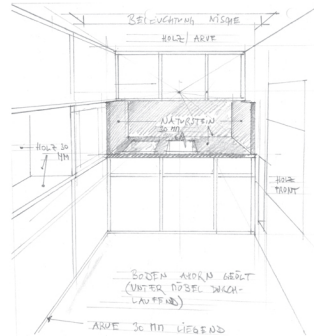 BELEUCHTUNG NISCHE
HOLZ/ARVE
NATURSTEIN
30 MM
HOLZ 30
MM
HOLZ
FRONT
BODEN AHORN GEÖLT
(UNTER MÖBEL DURCH-
LAUFEND)
ARVE 30 MM LIEGEND